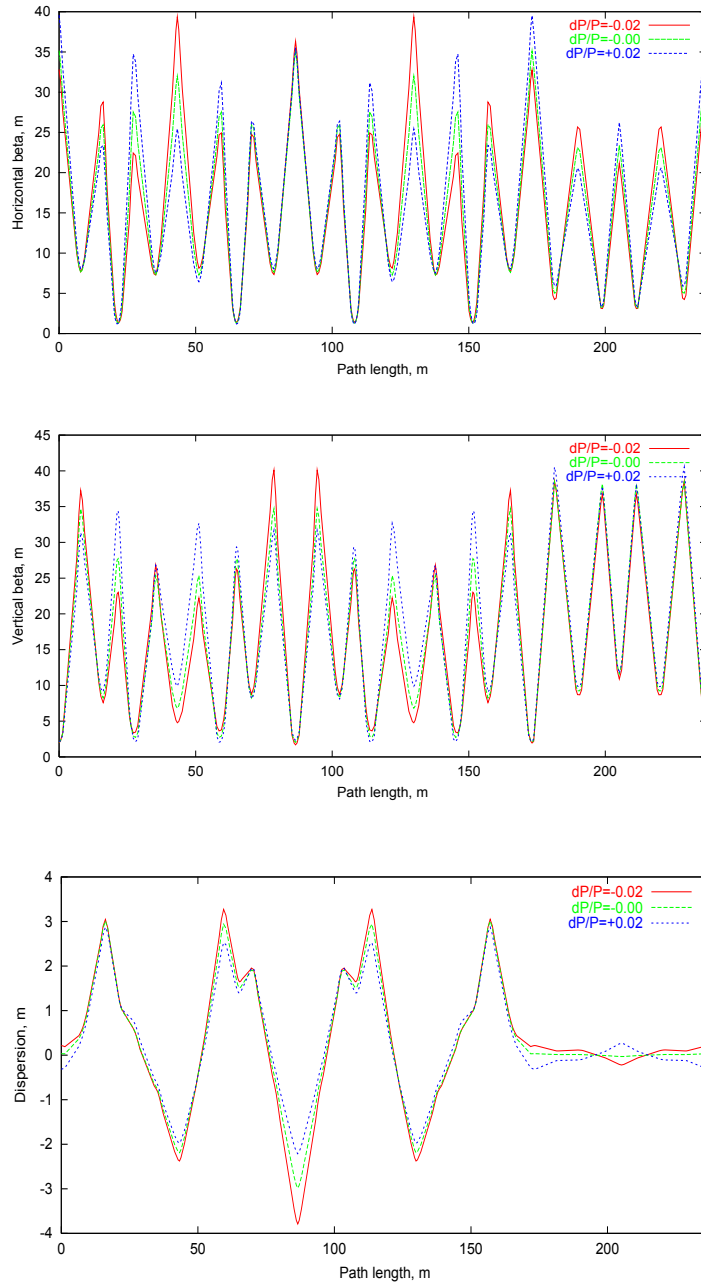 40
35
30
25
20
15
10
5
0
Horizontal beta, m
dP/P=-0.02
dP/P=-0.00
dP/P=+0.02
0 50 100 150 200
Path length, m
45
40
35
30
25
20
15
10
5
0
Vertical beta, m
dP/P=-0.02
dP/P=-0.00
dP/P=+0.02
0 50 100 150 200
Path length, m
4
3
2
1
0
-1
-2
-3
-4
Dispersion, m
dP/P=-0.02
dP/P=-0.00
dP/P=+0.02
0 50 100 150 200
Path length, m